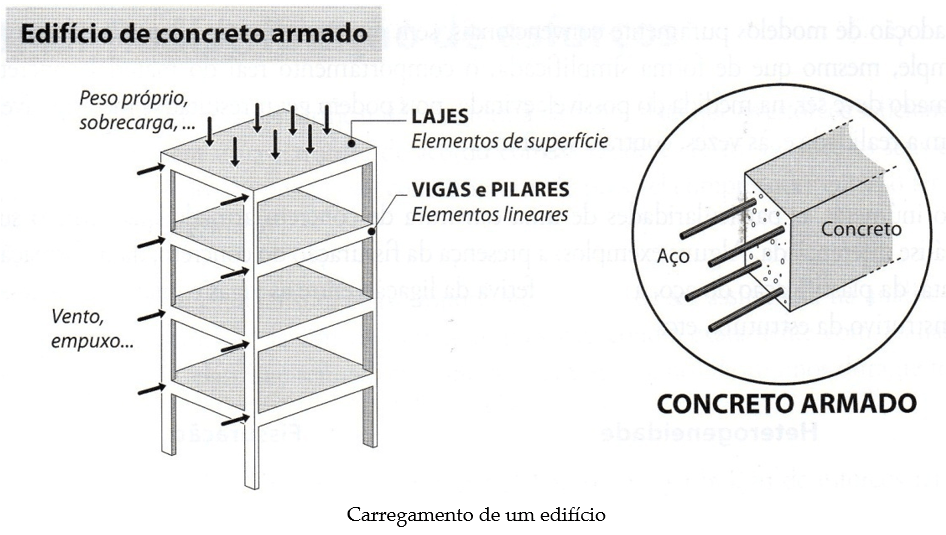 Edifício de concreto armado
Peso próprio,
sobrecarga,...
LAJES
Elementos de superfície
VIGAS e PILARES
Elementos lineares
Vento,
empuxo...
Aço
Concreto
CONCRETO ARMADO
Carregamento de um edifício